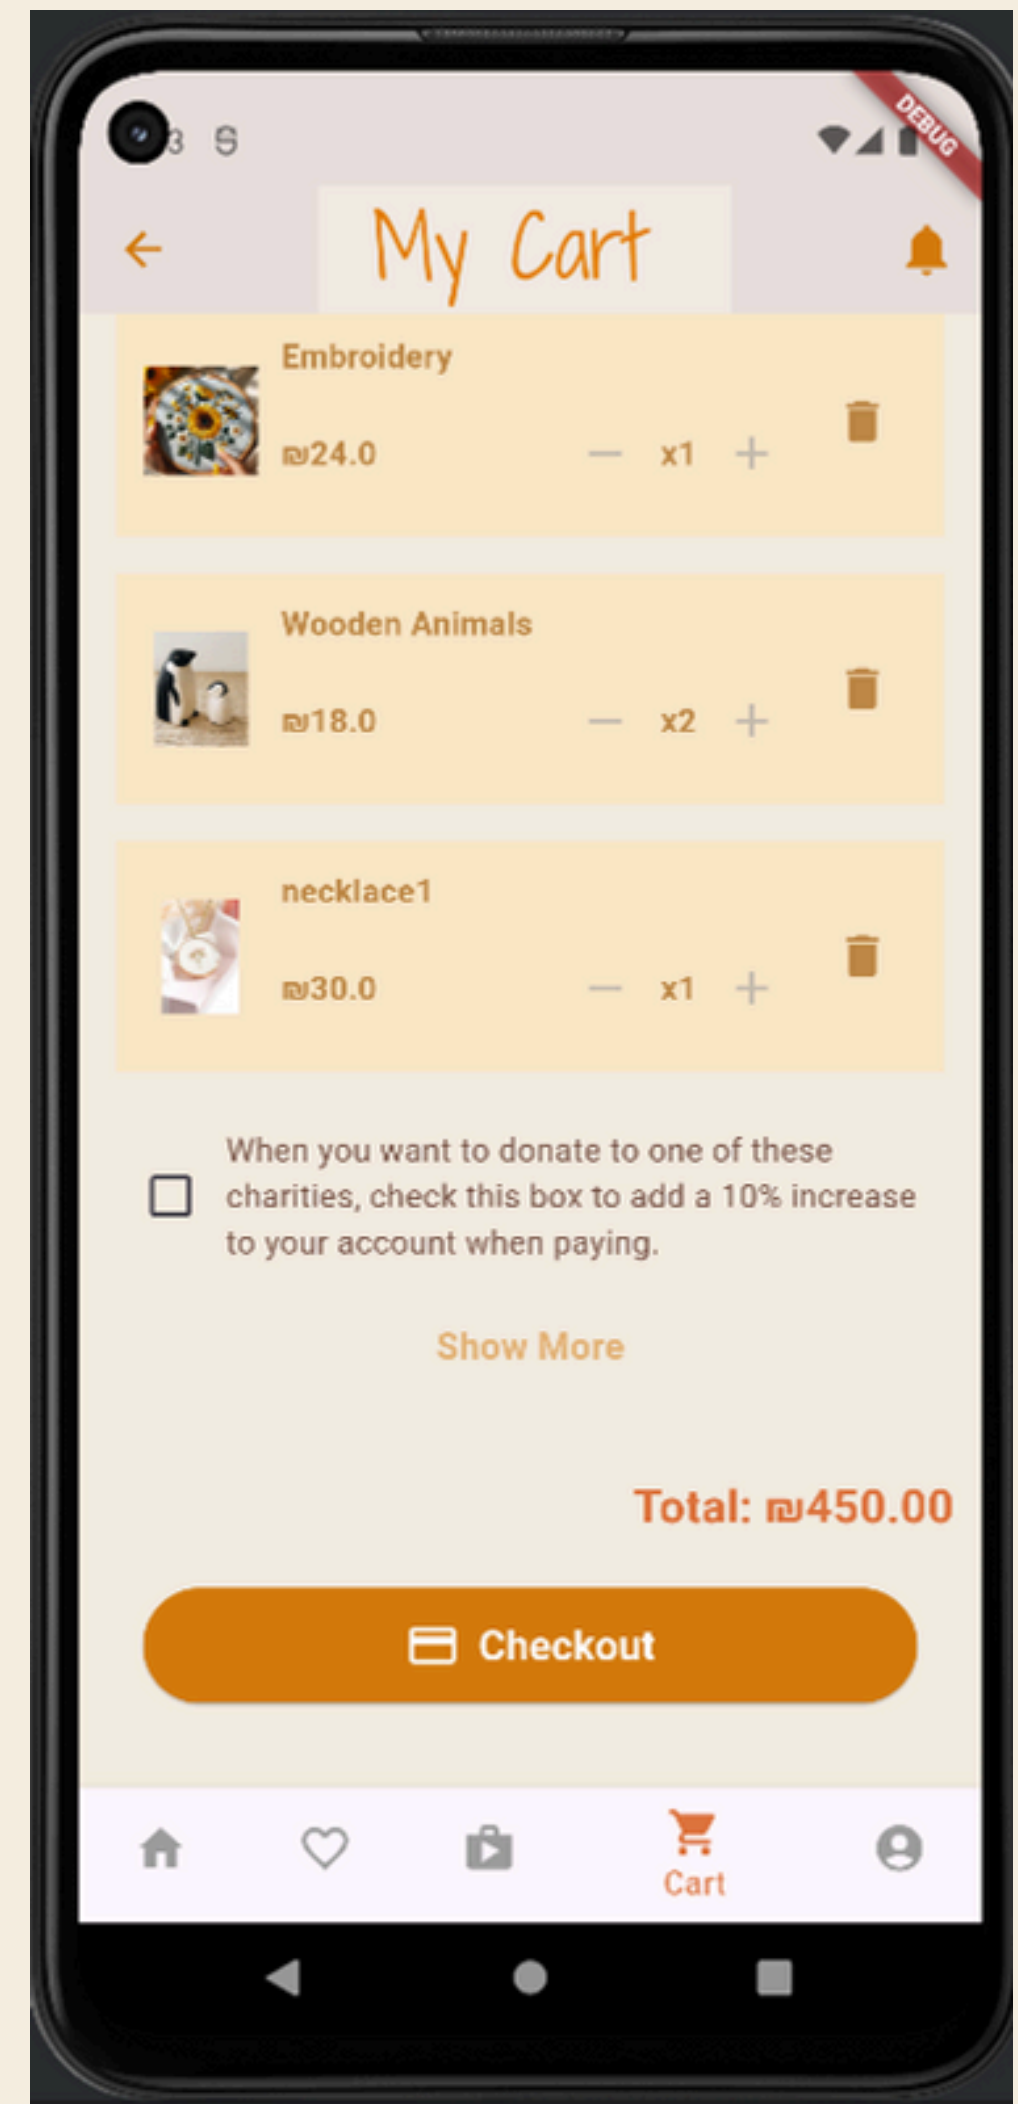 3
DEBUG
My Cart
Embroidery
₪24.0
x1
Wooden Animals
₪18.0
x2
necklace1
₪30.0
x1
When you want to donate to one of these
charities, check this box to add a 10% increase
to your account when paying.
Show More
Total: ₪450.00
Checkout
Cart